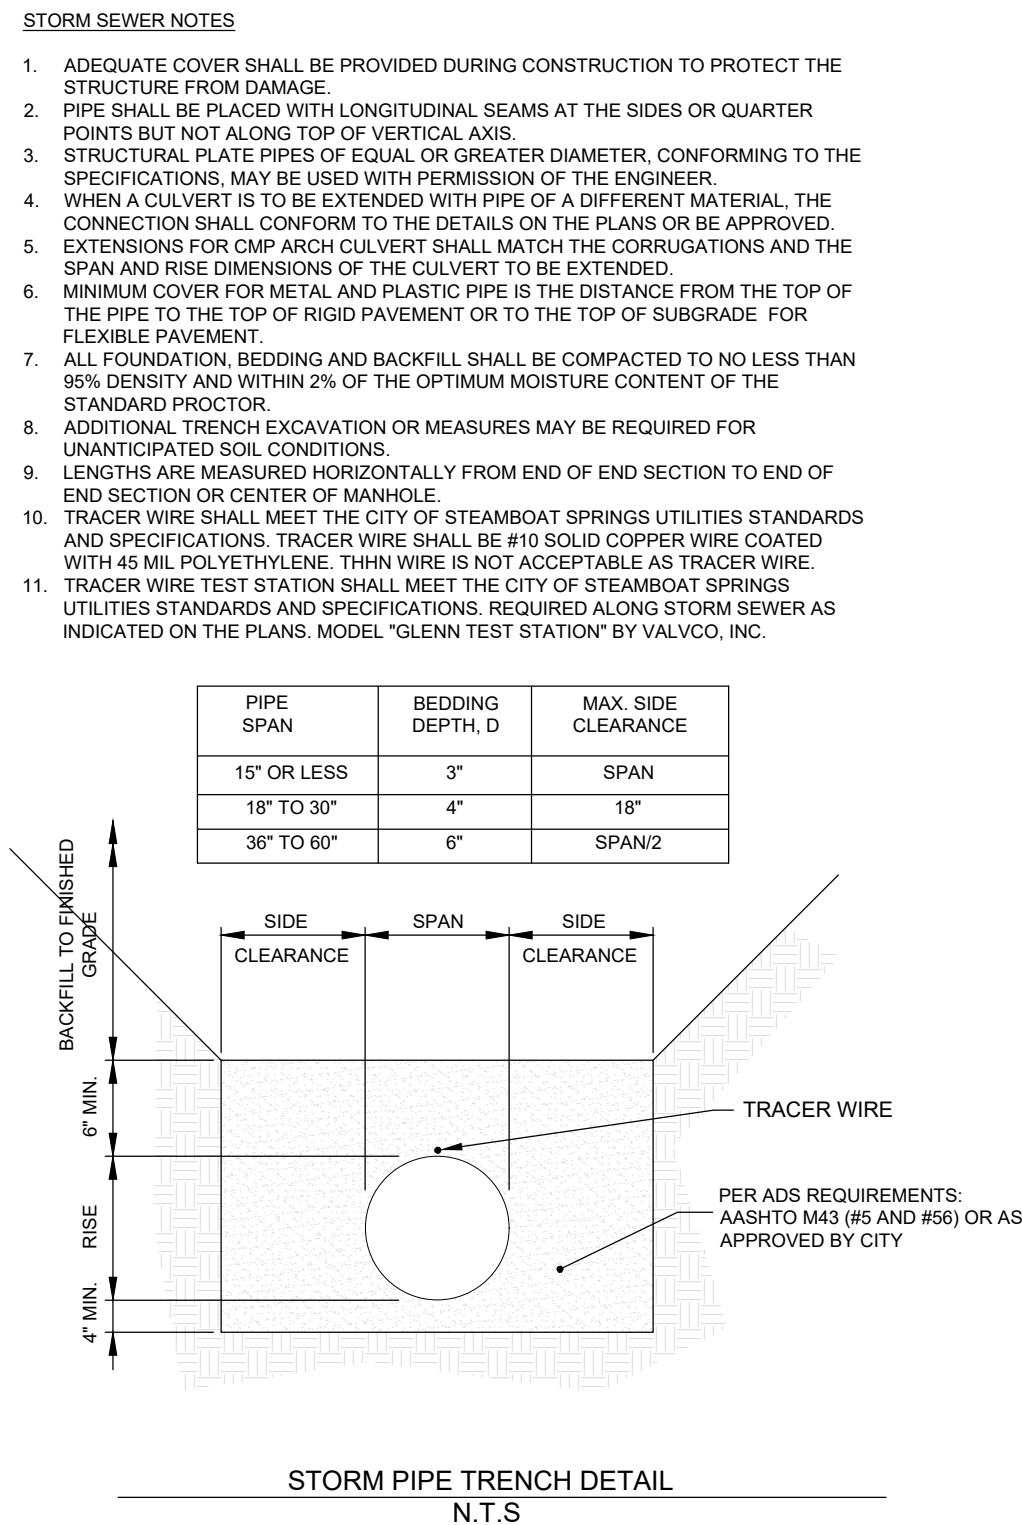 STORM SEWER NOTES
1. ADEQUATE COVER SHALL BE PROVIDED DURING CONSTRUCTION TO PROTECT THE
STRUCTURE FROM DAMAGE.
2. PIPE SHALL BE PLACED WITH LONGITUDINAL SEAMS AT THE SIDES OR QUARTER
POINTS BUT NOT ALONG TOP OF VERTICAL AXIS.
3. STRUCTURAL PLATE PIPES OF EQUAL OR GREATER DIAMETER, CONFORMING TO THE
SPECIFICATIONS, MAY BE USED WITH PERMISSION OF THE ENGINEER.
4. WHEN A CULVERT IS TO BE EXTENDED WITH PIPE OF A DIFFERENT MATERIAL, THE
CONNECTION SHALL CONFORM TO THE DETAILS ON THE PLANS OR BE APPROVED.
5. EXTENSIONS FOR CMP ARCH CULVERT SHALL MATCH THE CORRUGATIONS AND THE
SPAN AND RISE DIMENSIONS OF THE CULVERT TO BE EXTENDED.
6. MINIMUM COVER FOR METAL AND PLASTIC PIPE IS THE DISTANCE FROM THE TOP OF
THE PIPE TO THE TOP OF RIGID PAVEMENT OR TO THE TOP OF SUBGRADE FOR
FLEXIBLE PAVEMENT.
7. ALL FOUNDATION, BEDDING AND BACKFILL SHALL BE COMPACTED TO NO LESS THAN
95% DENSITY AND WITHIN 2% OF THE OPTIMUM MOISTURE CONTENT OF THE
STANDARD PROCTOR.
8. ADDITIONAL TRENCH EXCAVATION OR MEASURES MAY BE REQUIRED FOR
UNANTICIPATED SOIL CONDITIONS.
9. LENGTHS ARE MEASURED HORIZONTALLY FROM END OF END SECTION TO END OF
END SECTION OR CENTER OF MANHOLE.
10. TRACER WIRE SHALL MEET THE CITY OF STEAMBOAT SPRINGS UTILITIES STANDARDS
AND SPECIFICATIONS. TRACER WIRE SHALL BE #10 SOLID COPPER WIRE COATED
WITH 45 MIL POLYETHYLENE. THHN WIRE IS NOT ACCEPTABLE AS TRACER WIRE.
11. TRACER WIRE TEST STATION SHALL MEET THE CITY OF STEAMBOAT SPRINGS
UTILITIES STANDARDS AND SPECIFICATIONS. REQUIRED ALONG STORM SEWER AS
INDICATED ON THE PLANS. MODEL "GLENN TEST STATION" BY VALVCO, INC.
PIPE BEDDING MAX. SIDE
SPAN DEPTH, D CLEARANCE
15" OR LESS 3" SPAN
18" TO 30" 4" 18"
36" TO 60" 6" SPAN/2
BACKFILL TO FINISHED
GRADE
SIDE SPAN SIDE
CLEARANCE CLEARANCE
6" MIN.
TRACER WIRE
RISE
PER ADS REQUIREMENTS:
AASHTO M43 (#5 AND #56) OR AS
APPROVED BY CITY
4" MIN.
STORM PIPE TRENCH DETAIL
N.T.S